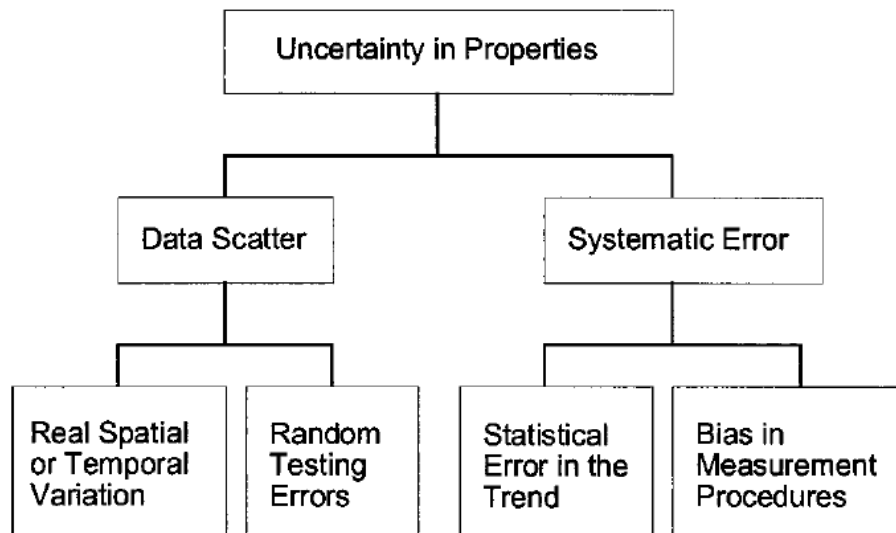 Uncertainty in Properties
Data Scatter
Systematic Error
Real Spatial
or Temporal
Variation
Random
Testing
Errors
Statistical
Error in the
Trend
Bias in
Measurement
Procedures